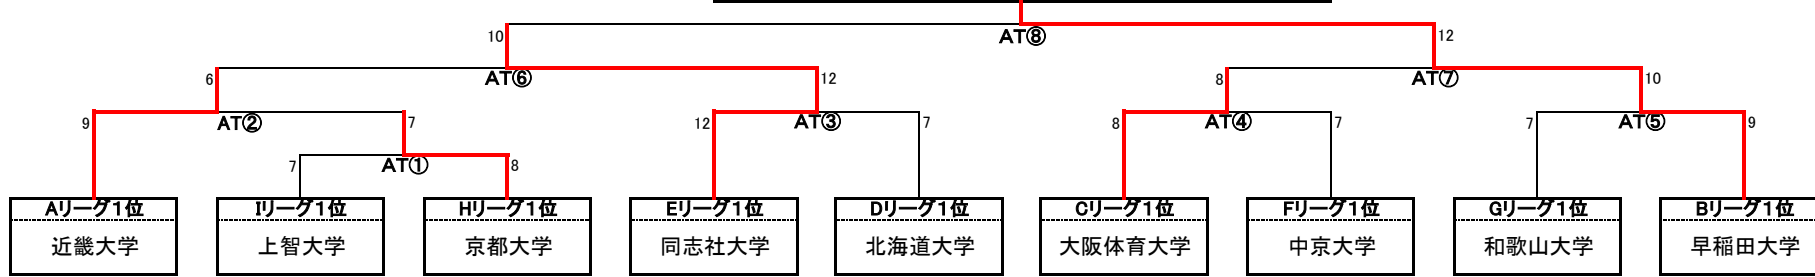 10 AT⑧ 12
6 AT⑥ 12 8 AT⑦ 10
9 AT② 7 12 AT③ 7 8 AT④ 7 7 AT⑤ 9
7 AT① 8
Aリーグ1位 Iリーグ1位 Hリーグ1位 Eリーグ1位 Dリーグ1位 Cリーグ1位 Fリーグ1位 Gリーグ1位 Bリーグ1位
近畿大学 上智大学 京都大学 同志社大学 北海道大学 大阪体育大学 中京大学 和歌山大学 早稲田大学